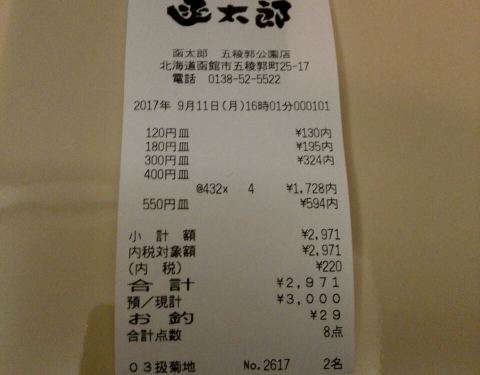 函太郎
函太郎 五稜郭公園店
北海道函館市五稜郭町25-17
電話 0138-52-5522
2017年 9月11日(月)16時01分000101
120円皿 ¥130内
180円皿 ¥195内
300円皿 ¥324内
400円皿
@432x 4 ¥1,728内
550円皿 ¥594内
小計額 ¥2,971
内税対象額 ¥2,971
(内 税) ¥220
合計 ¥2,971
預/現計 ¥3,000
お釣 ¥29
合計点数 8点
03扱菊地 No.2617 2名